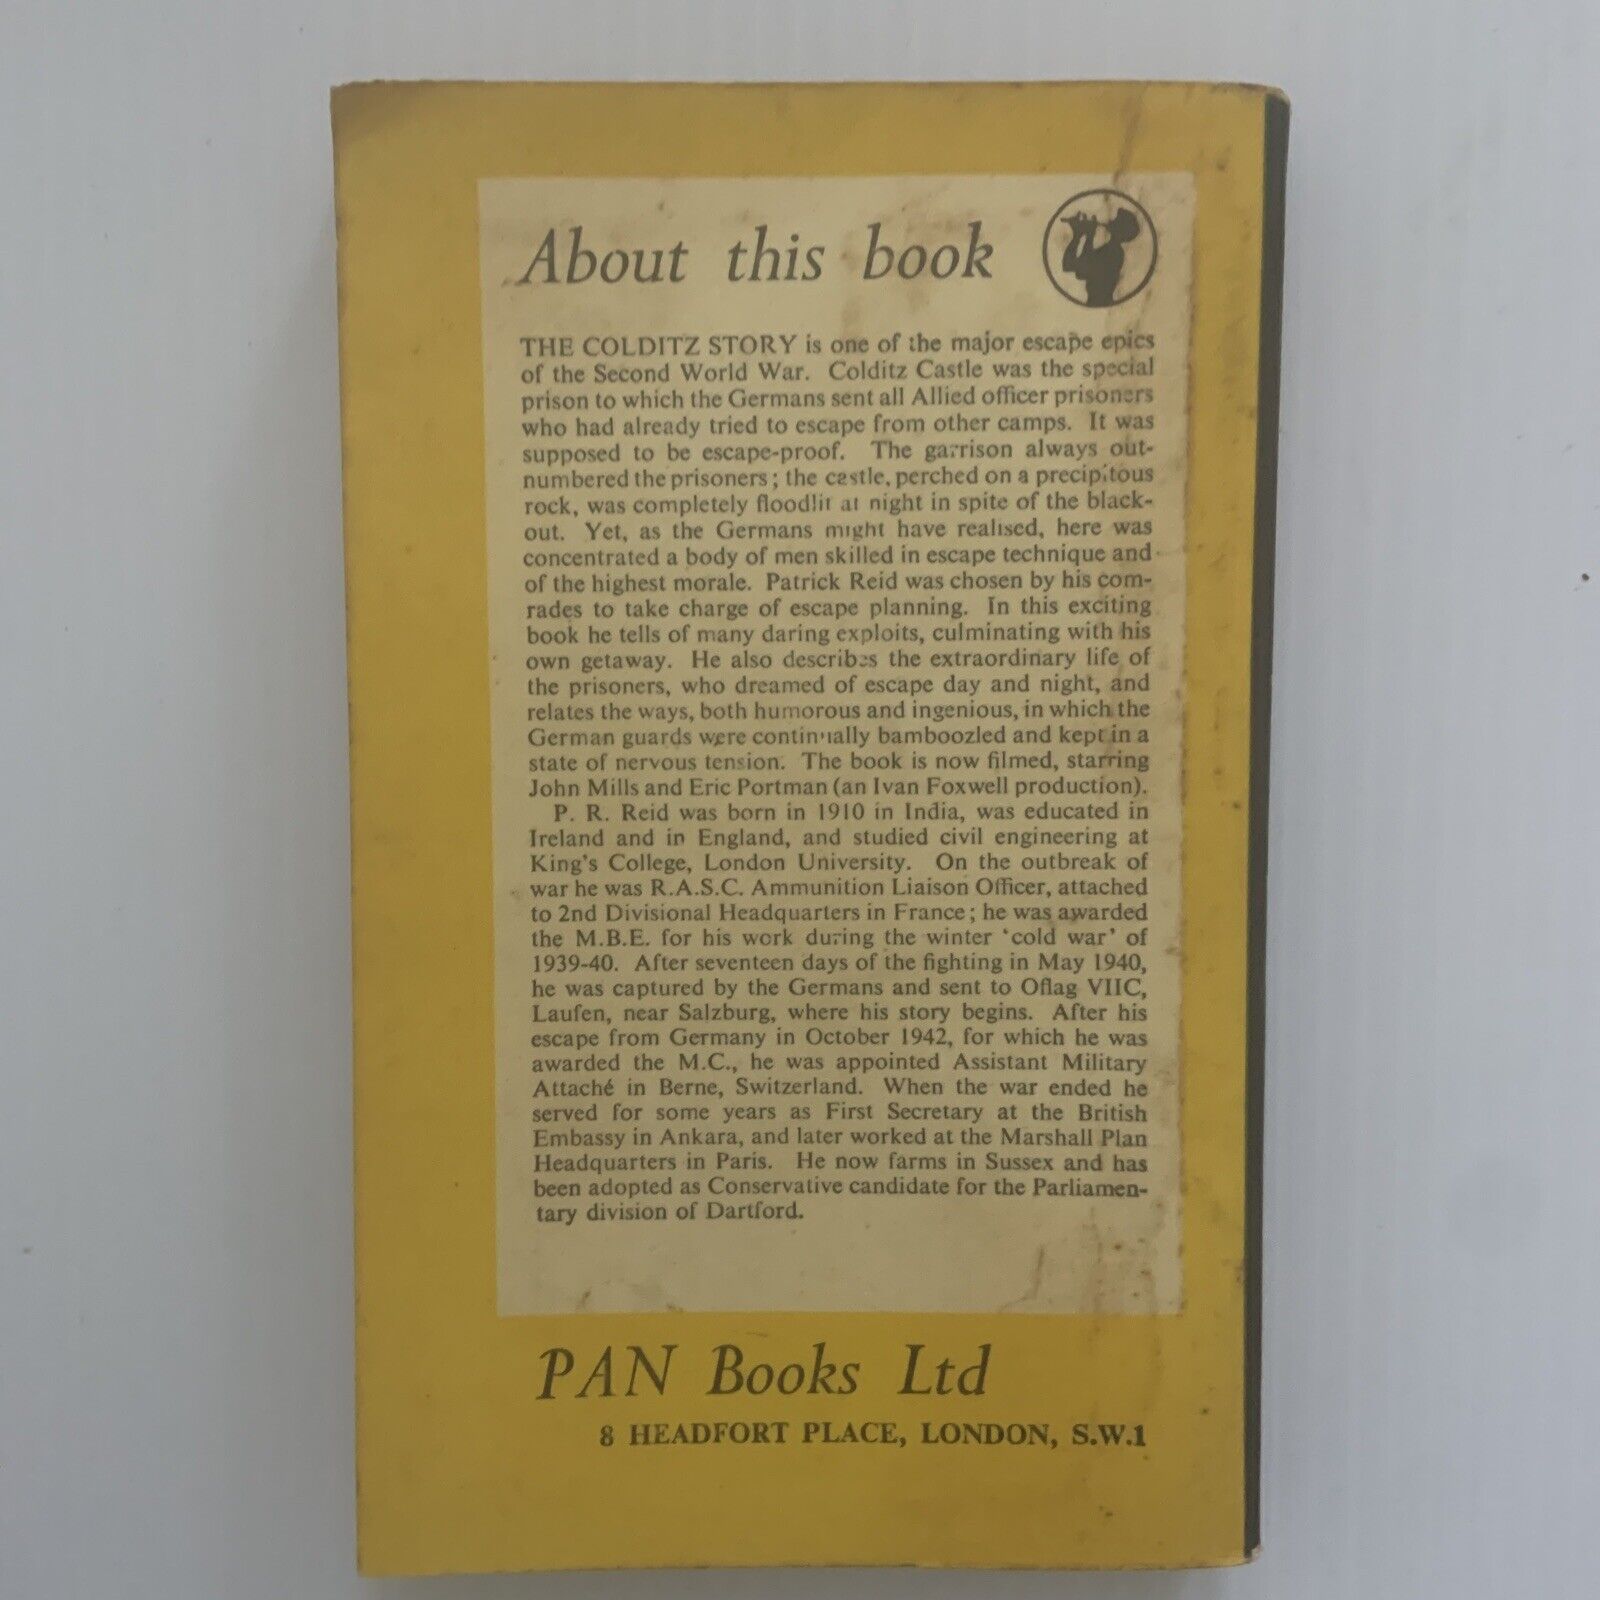 About this book
THE COLDITZ STORY is one of the major escape epics
of the Second World War. Colditz Castle was the special
prison to which the Germans sent all Allied officer prisoners
who had already tried to escape from other camps. It was
supposed to be escape-proof. The garrison always out-
numbered the prisoners; the castle, perched on a precipitous
rock, was completely floodlit at night in spite of the black-
out. Yet, as the Germans might have realised, here was
concentrated a body of men skilled in escape technique and
of the highest morale. Patrick Reid was chosen by his com-
rades to take charge of escape planning. In this exciting
book he tells of many daring exploits, culminating with his
own getaway. He also describes the extraordinary life of
the prisoners, who dreamed of escape day and night, and
relates the ways, both humorous and ingenious, in which the
German guards were continually bamboozled and kept in a
state of nervous tension. The book is now filmed, starring
John Mills and Eric Portman (an Ivan Foxwell production).
P. R. Reid was born in 1910 in India, was educated in
Ireland and in England, and studied civil engineering at
King's College, London University. On the outbreak of
war he was R.A.S.C. Ammunition Liaison Officer, attached
to 2nd Divisional Headquarters in France; he was awarded
the M.B.E. for his work during the winter 'cold war' of
1939-40. After seventeen days of the fighting in May 1940,
he was captured by the Germans and sent to Oflag VIIC,
Laufen, near Salzburg, where his story begins. After his
escape from Germany in October 1942, for which he was
awarded the M.C., he was appointed Assistant Military
Attaché in Berne, Switzerland. When the war ended he
served for some years as First Secretary at the British
Embassy in Ankara, and later worked at the Marshall Plan
Headquarters in Paris. He now farms in Sussex and has
been adopted as Conservative candidate for the Parliamen-
tary division of Dartford.
PAN Books Ltd
8 HEADFORT PLACE, LONDON, S.W.1